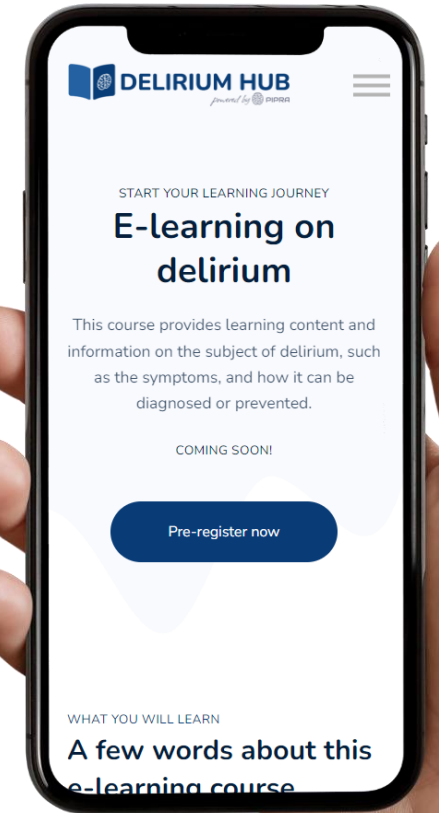 DELIRIUM HUB
powered by PIPRA
START YOUR LEARNING JOURNEY
E-learning on
delirium
This course provides learning content and
information on the subject of delirium, such
as the symptoms, and how it can be
diagnosed or prevented.
COMING SOON!
Pre-register now
WHAT YOU WILL LEARN
A few words about this
e-learning course